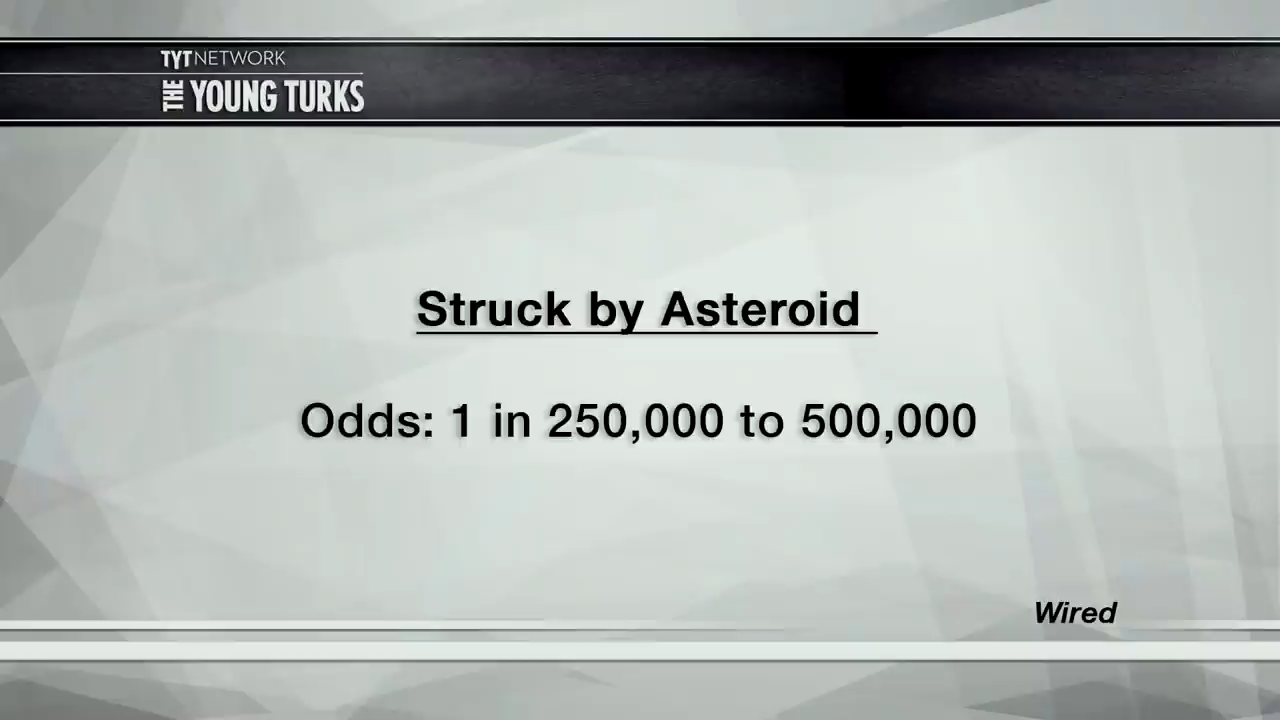 TYTNETWORK
THE YOUNG TURKS
Struck by Asteroid
Odds: 1 in 250,000 to 500,000
Wired